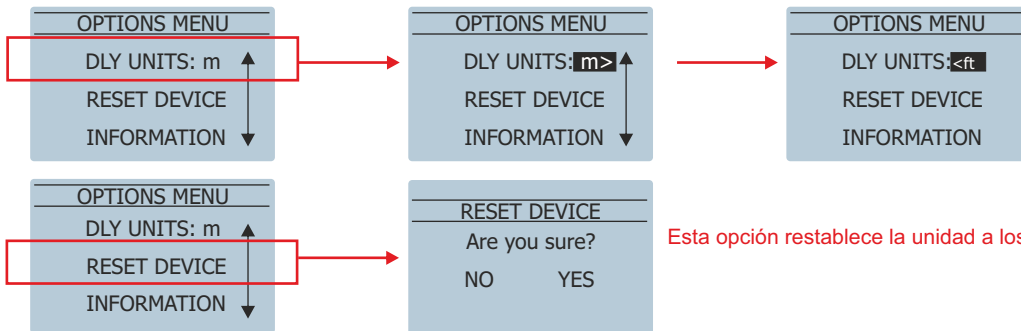 OPTIONS MENU
DLY UNITS: m
RESET DEVICE
INFORMATION
OPTIONS MENU
DLY UNITS: m>
RESET DEVICE
INFORMATION
OPTIONS MENU
DLY UNITS:<ft
RESET DEVICE
INFORMATION
OPTIONS MENU
DLY UNITS: m
RESET DEVICE
INFORMATION
RESET DEVICE
Are you sure?
NO YES
Esta opción restablece la unidad a los